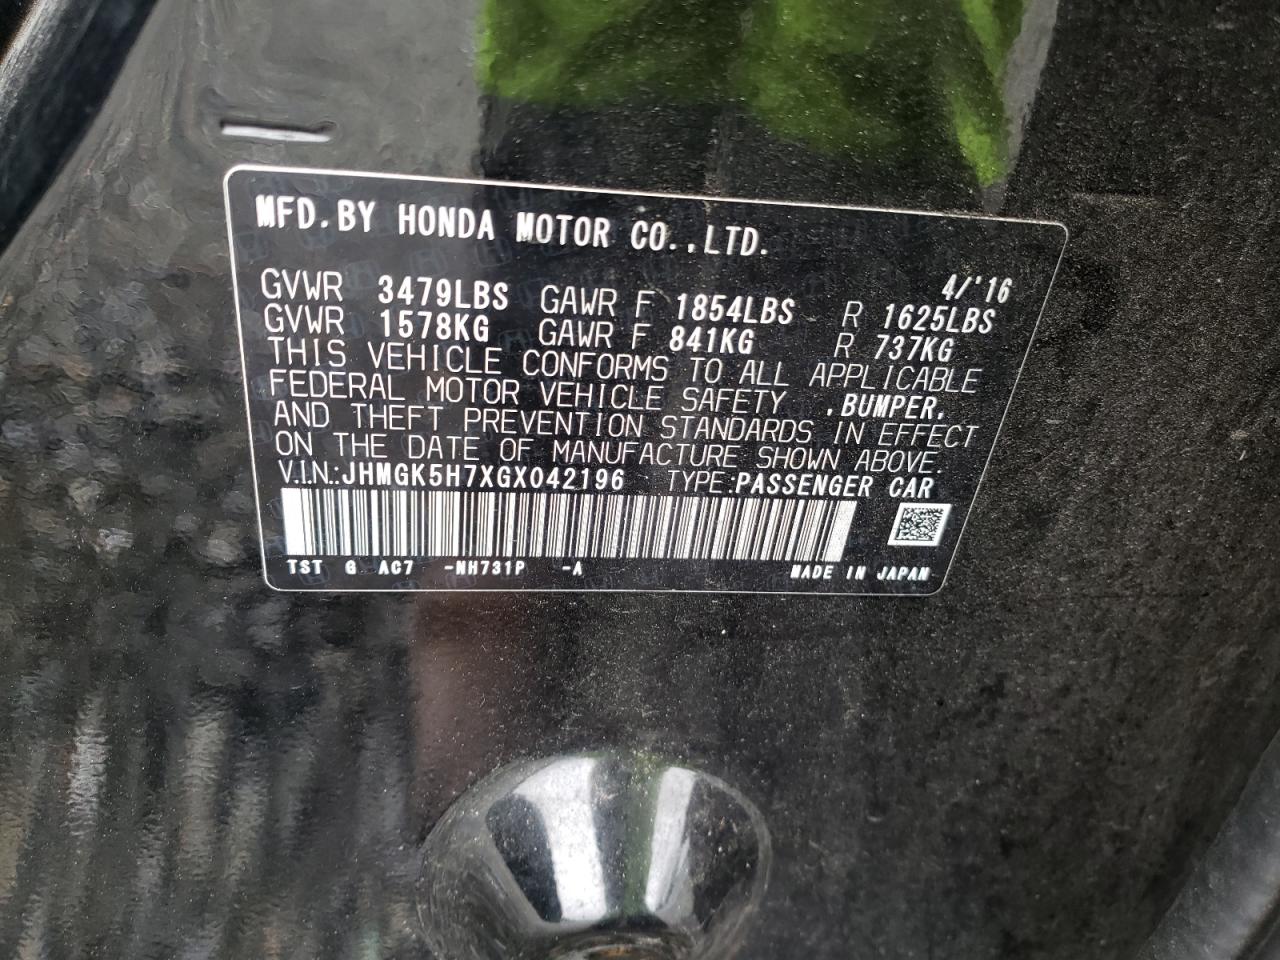 MFD. BY HONDA MOTOR CO., LTD.
4/'16
GVWR 3479LBS GAWR F 1854LBS R 1625LBS
GVWR 1578KG GAWR F 841KG R 737KG
THIS VEHICLE CONFORMS TO ALL APPLICABLE
FEDERAL MOTOR VEHICLE SAFETY ,BUMPER,
AND THEFT PREVENTION STANDARDS IN EFFECT
ON THE DATE OF MANUFACTURE SHOWN ABOVE.
V.I.N.:JHMGK5H7XGX042196 TYPE:PASSENGER CAR
TST G AC7 -NH731P -A MADE IN JAPAN